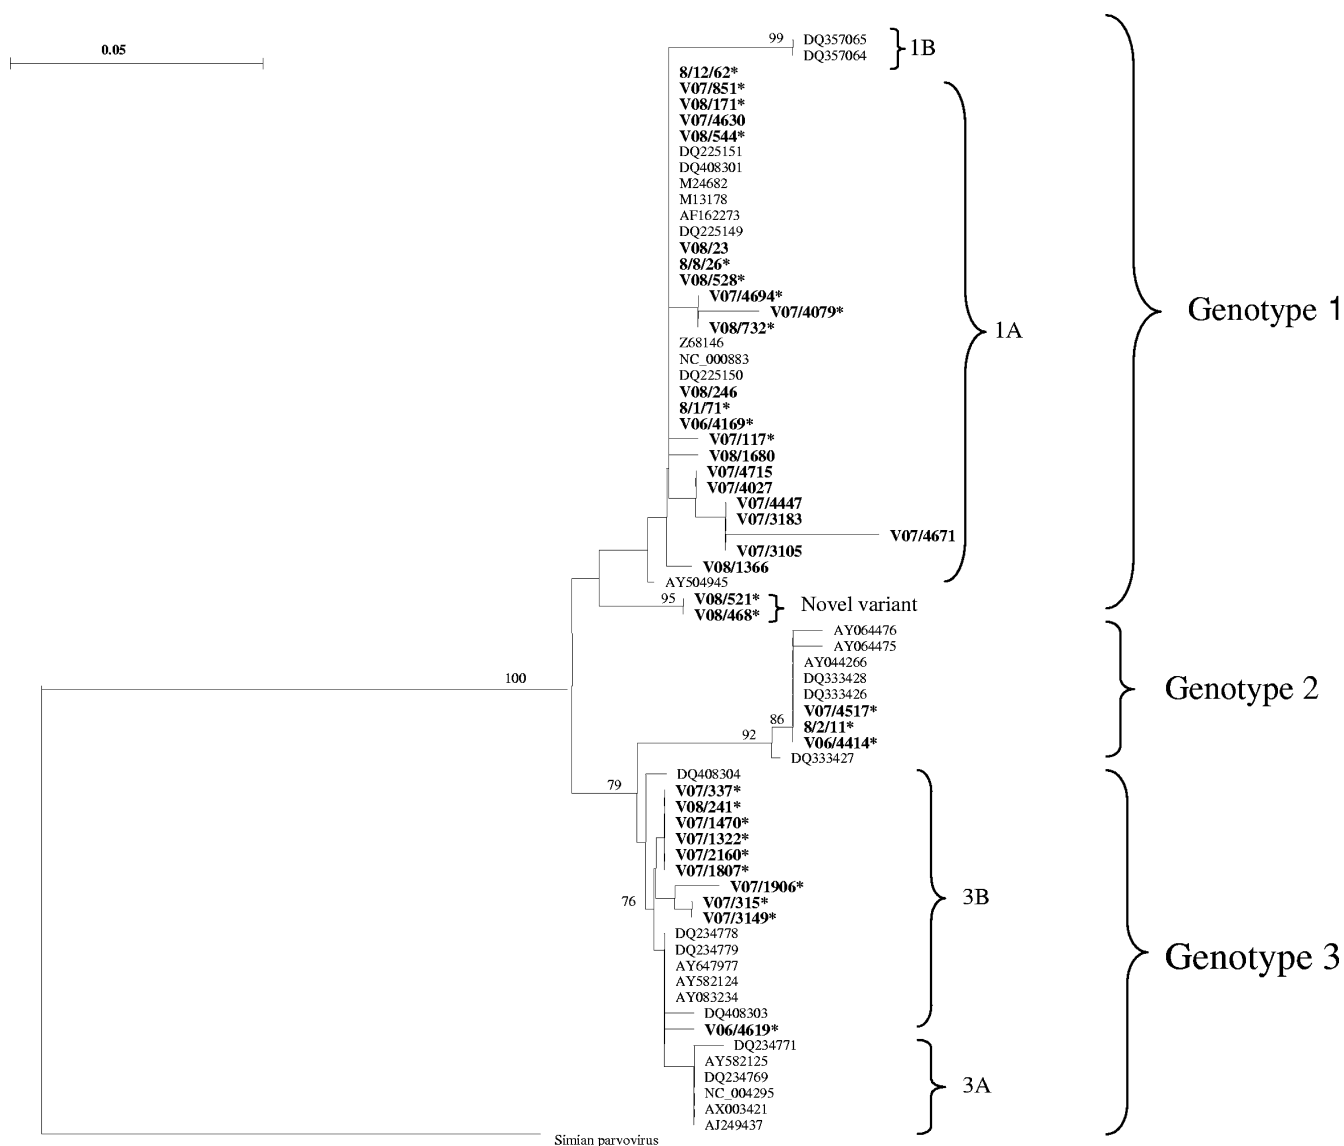 0.05
99
DQ357065
DQ357064
1B
8/12/62*
V07/851*
V08/171*
V07/4630
V08/544*
DQ225151
DQ408301
M24682
M13178
AF162273
DQ225149
V08/23
8/8/26*
V08/528*
V07/4694*
V07/4079*
V08/732*
Z68146
NC_000883
DQ225150
V08/246
8/1/71*
V06/4169*
V07/117*
V08/1680
V07/4715
V07/4027
V07/4447
V07/3183
V07/4671
V07/3105
V08/1366
AY504945
1A
Genotype 1
95
V08/521*
V08/468*
Novel variant
100
AY064476
AY064475
AY044266
DQ333428
DQ333426
V07/4517*
8/2/11*
V06/4414*
DQ333427
86
92
Genotype 2
79
DQ408304
V07/337*
V08/241*
V07/1470*
V07/1322*
V07/2160*
V07/1807*
V07/1906*
V07/315*
V07/3149*
76
DQ234778
DQ234779
AY647977
AY582124
AY083234
DQ408303
V06/4619*
3B
Genotype 3
DQ234771
AY582125
DQ234769
NC_004295
AX003421
AJ249437
3A
Simian parvovirus